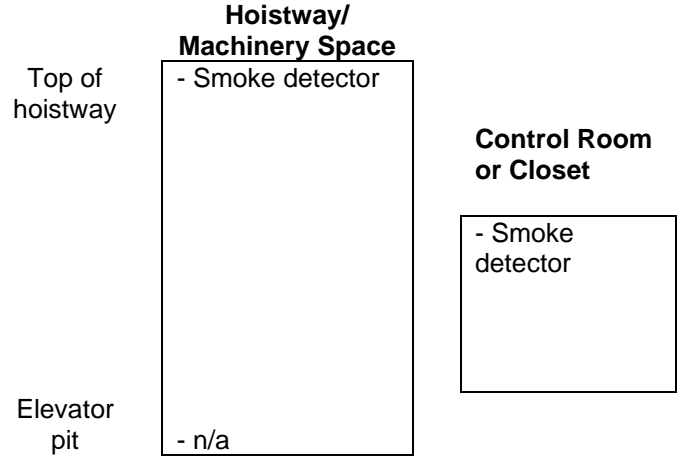 Hoistway/
Machinery Space
Top of
hoistway
- Smoke detector
Control Room
or Closet
- Smoke
detector
Elevator
pit
- n/a